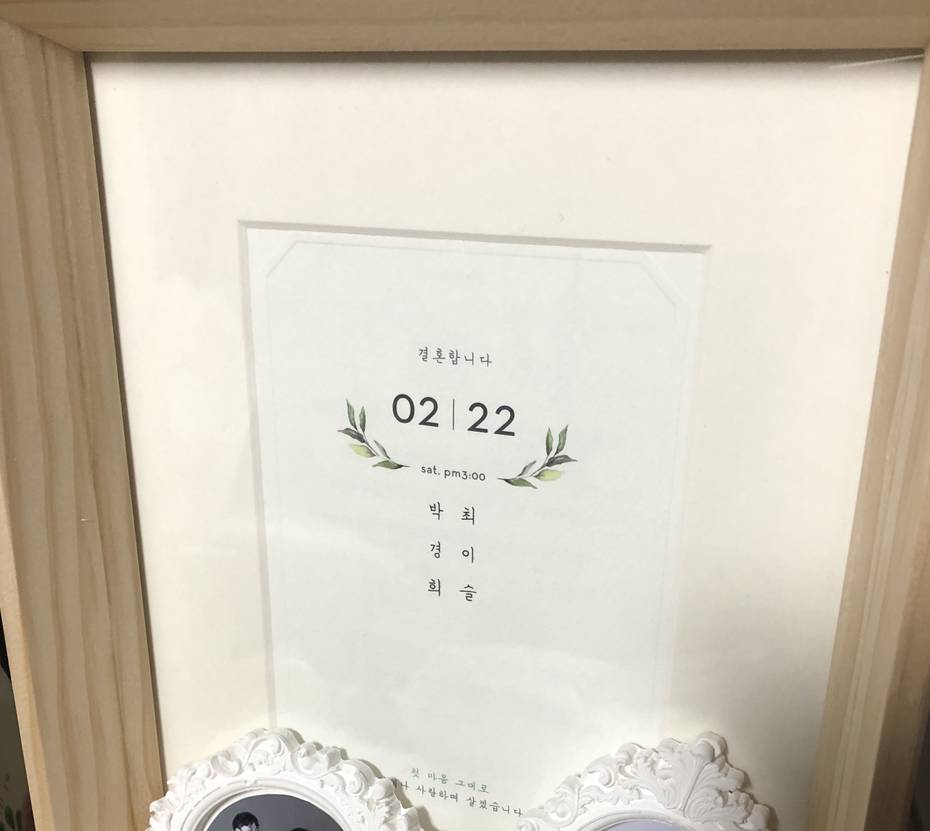 결혼합니다
02 | 22
sat. pm3:00
박 최
경 이
희 슬
첫 마음 그대로
사랑하며 살겠습니다